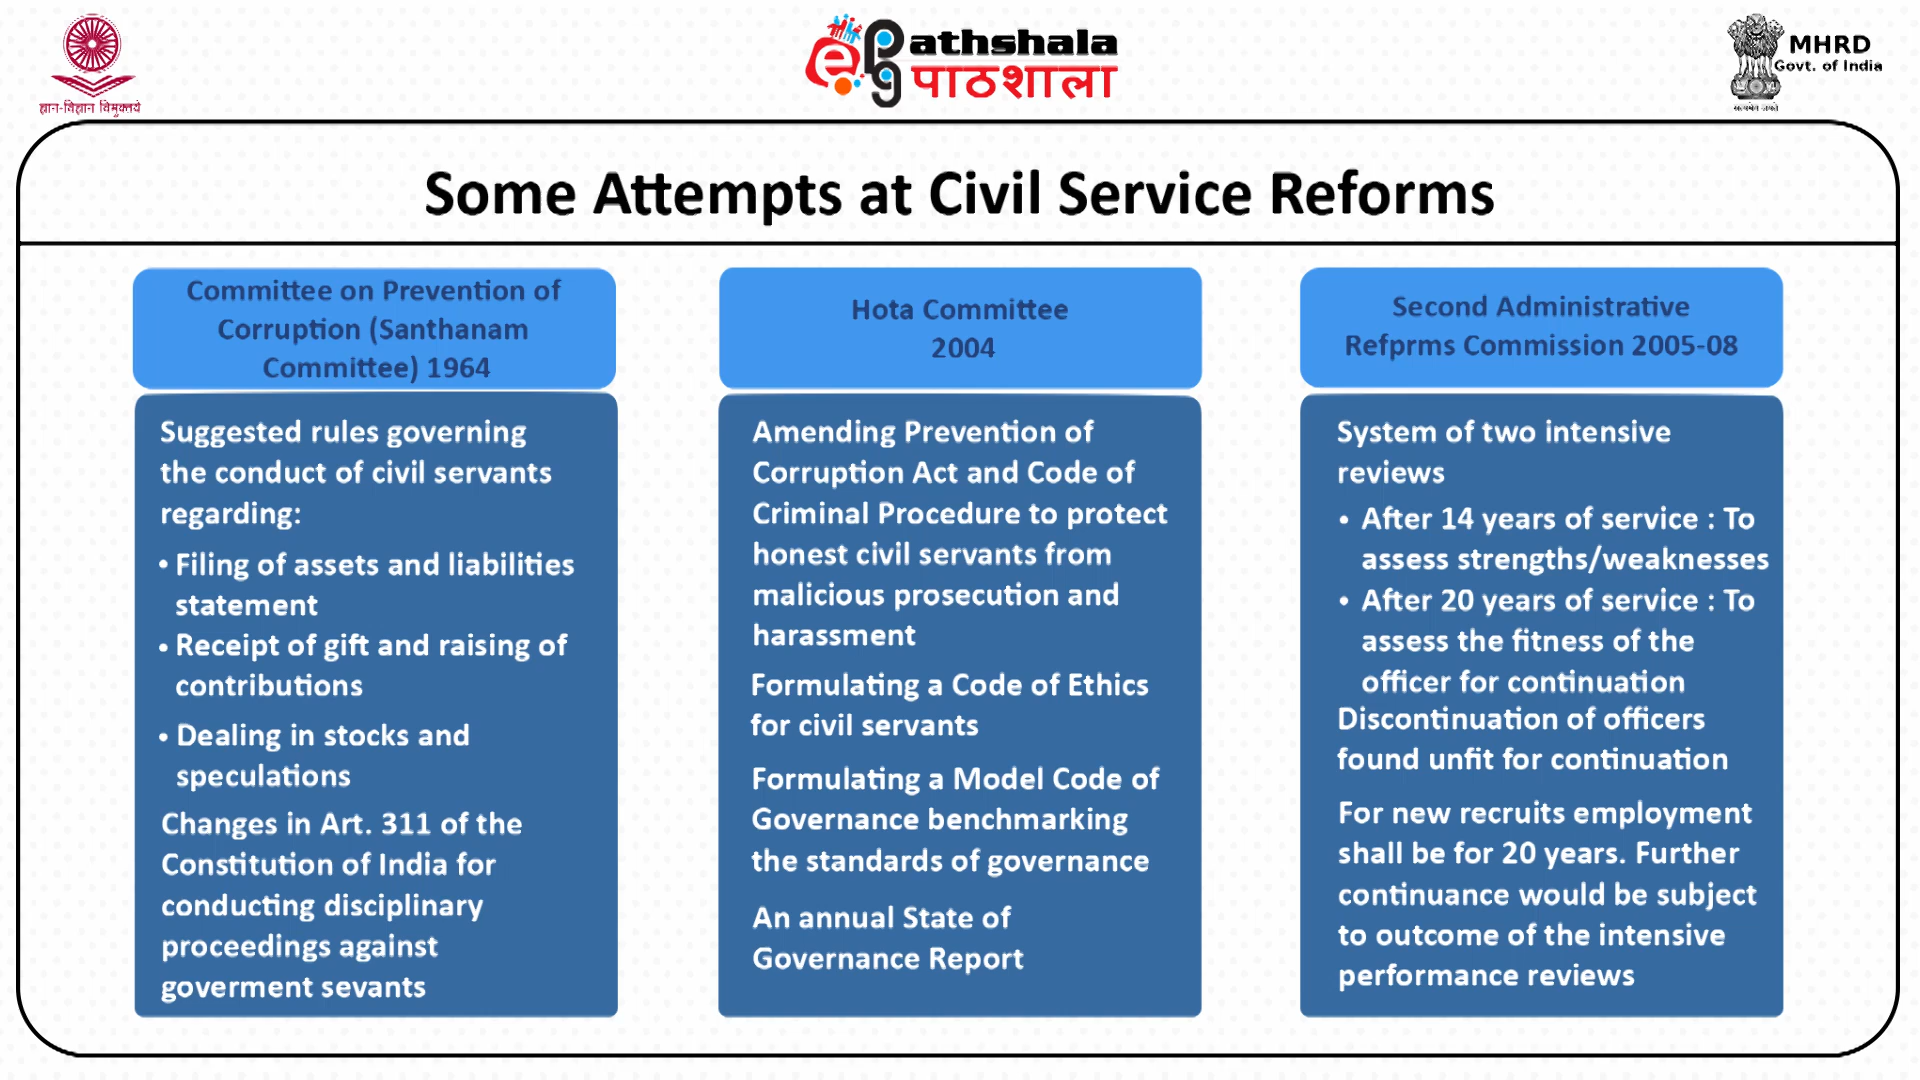 ज्ञान-विज्ञान विमुक्तये
ePg Pathshala
पाठशाला
MHRD
Govt. of India
सत्यमेव जयते
Some Attempts at Civil Service Reforms
Committee on Prevention of
Corruption (Santhanam
Committee) 1964
Suggested rules governing
the conduct of civil servants
regarding:
• Filing of assets and liabilities
statement
• Receipt of gift and raising of
contributions
• Dealing in stocks and
speculations
Changes in Art. 311 of the
Constitution of India for
conducting disciplinary
proceedings against
goverment sevants
Hota Committee
2004
Amending Prevention of
Corruption Act and Code of
Criminal Procedure to protect
honest civil servants from
malicious prosecution and
harassment
Formulating a Code of Ethics
for civil servants
Formulating a Model Code of
Governance benchmarking
the standards of governance
An annual State of
Governance Report
Second Administrative
Refprms Commission 2005-08
System of two intensive
reviews
• After 14 years of service : To
assess strengths/weaknesses
• After 20 years of service : To
assess the fitness of the
officer for continuation
Discontinuation of officers
found unfit for continuation
For new recruits employment
shall be for 20 years. Further
continuance would be subject
to outcome of the intensive
performance reviews